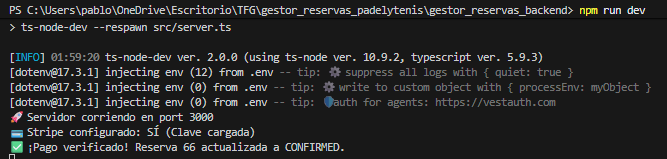 PS C:\Users\pablo\OneDrive\Escritorio\TFG\gestor_reservas_padelytenis\gestor_reservas_backend> npm run dev
> ts-node-dev --respawn src/server.ts
[INFO] 01:59:20 ts-node-dev ver. 2.0.0 (using ts-node ver. 10.9.2, typescript ver. 5.9.3)
[dotenv@17.3.1] injecting env (12) from .env -- tip: ⚙️ suppress all logs with { quiet: true }
[dotenv@17.3.1] injecting env (0) from .env -- tip: ⚙️ write to custom object with { processEnv: myObject }
[dotenv@17.3.1] injecting env (0) from .env -- tip: 🛡️auth for agents: https://vestauth.com
🚀 Servidor corriendo en port 3000
💳 Stripe configurado: SÍ (Clave cargada)
✅ ¡Pago verificado! Reserva 66 actualizada a CONFIRMED.